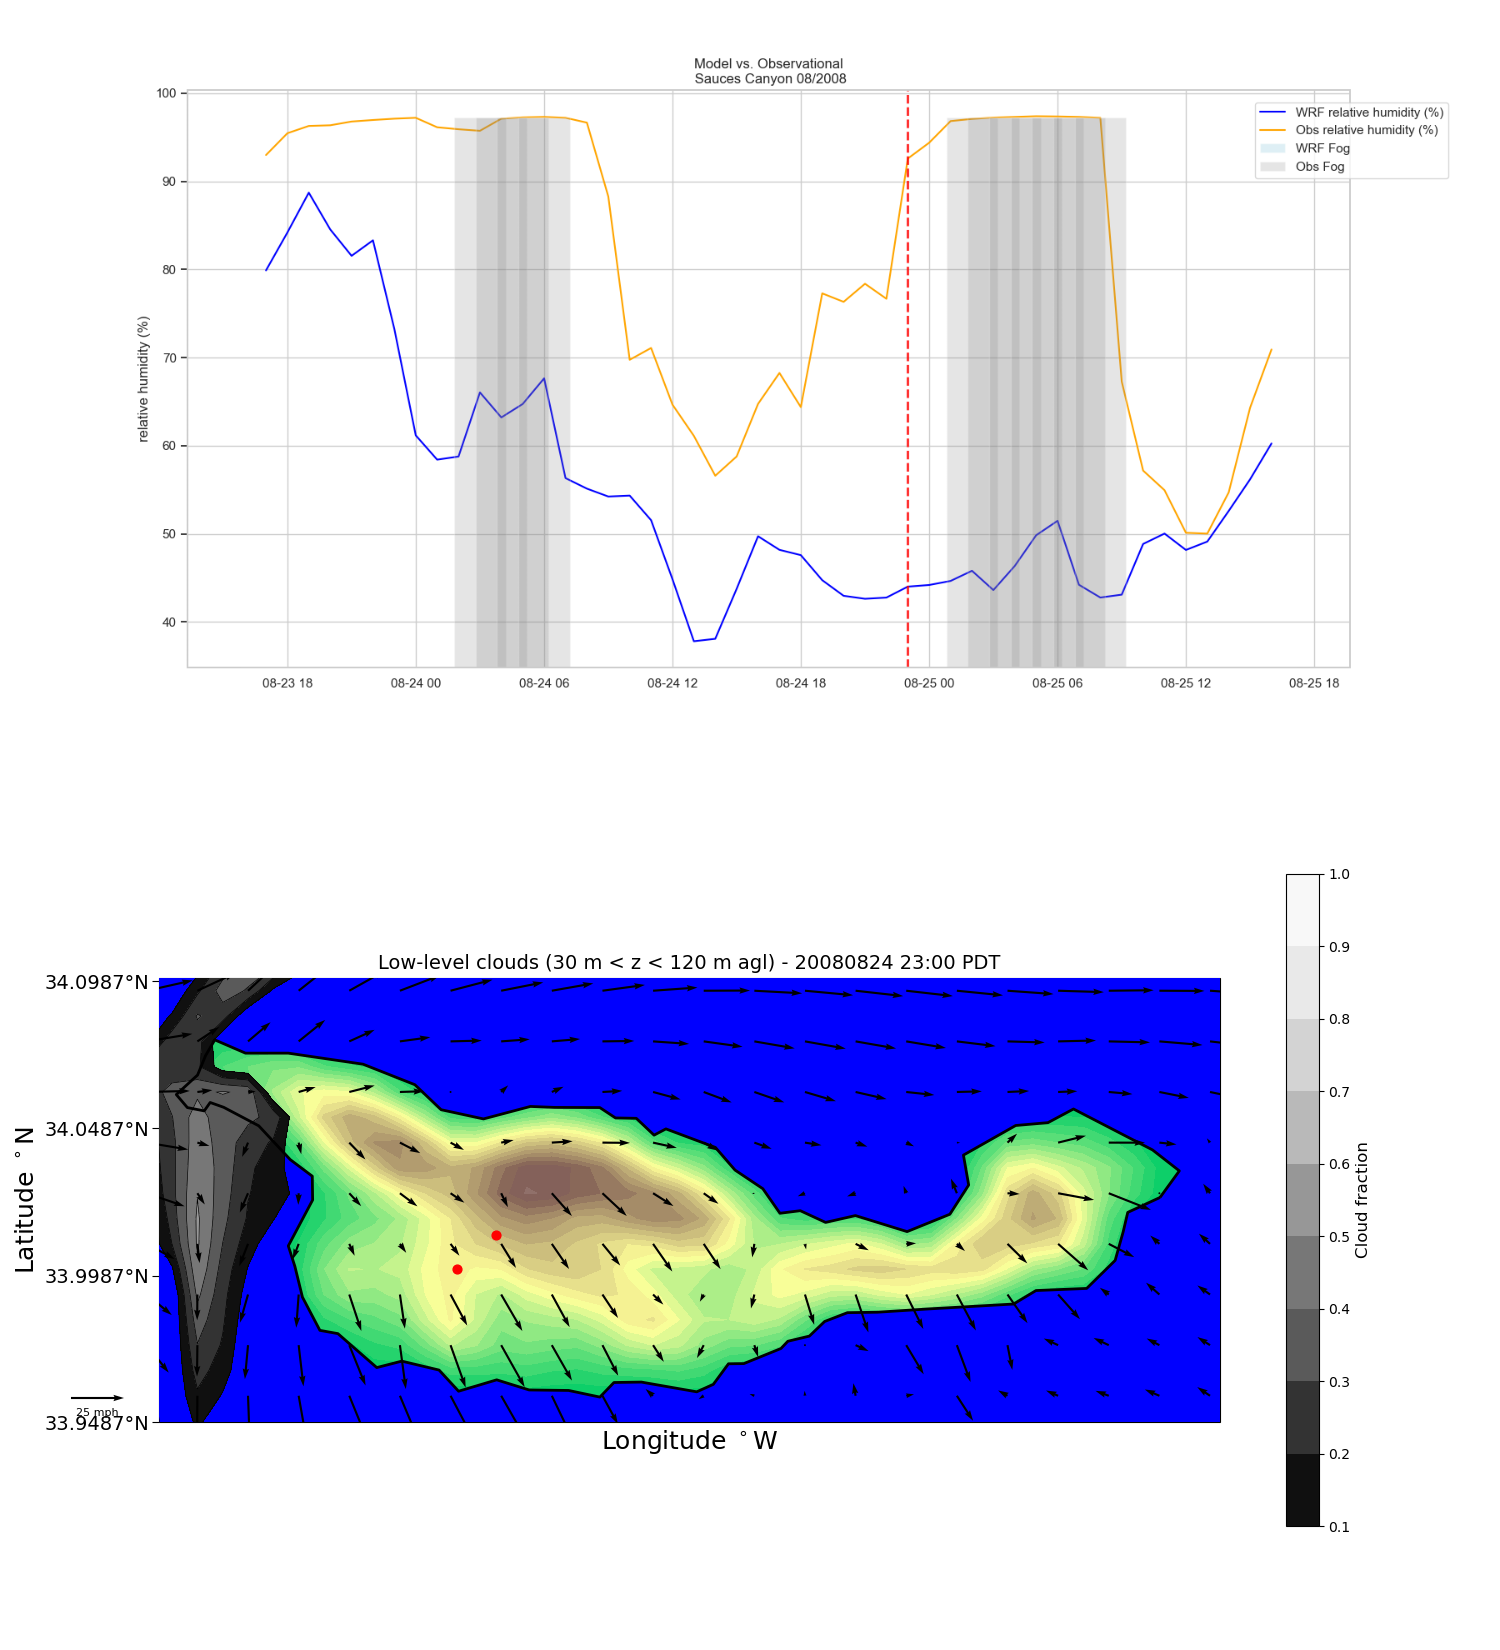 Model vs. Observational
Sauces Canyon 08/2008
100
90
80
70
60
50
40
relative humidity (%)
WRF relative humidity (%)
Obs relative humidity (%)
WRF Fog
Obs Fog
08-23 18
08-24 00
08-24 06
08-24 12
08-24 18
08-25 00
08-25 06
08-25 12
08-25 18
Low-level clouds (30 m < z < 120 m agl) - 20080824 23:00 PDT
34.0987°N
34.0487°N
33.9987°N
33.9487°N
Latitude °N
25 mph
Longitude °W
1.0
0.9
0.8
0.7
0.6
0.5
0.4
0.3
0.2
0.1
Cloud fraction